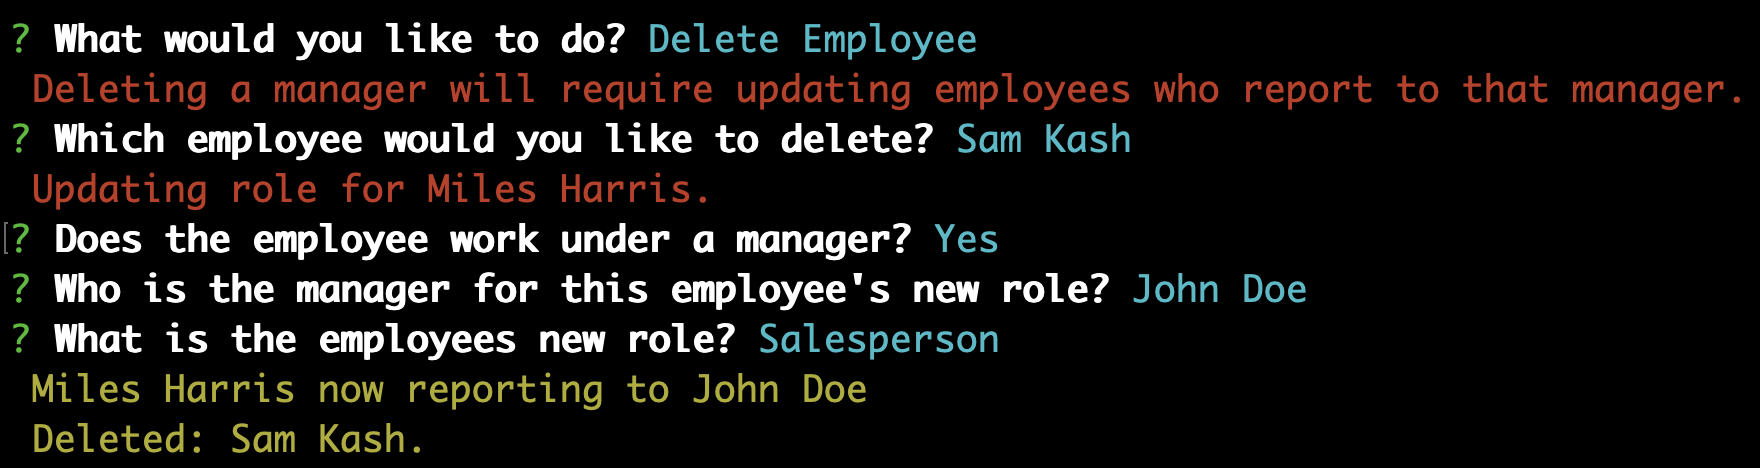 ? What would you like to do? Delete Employee
Deleting a manager will require updating employees who report to that manager.
? Which employee would you like to delete? Sam Kash
Updating role for Miles Harris.
[? Does the employee work under a manager? Yes
? Who is the manager for this employee's new role? John Doe
? What is the employees new role? Salesperson
Miles Harris now reporting to John Doe
Deleted: Sam Kash.